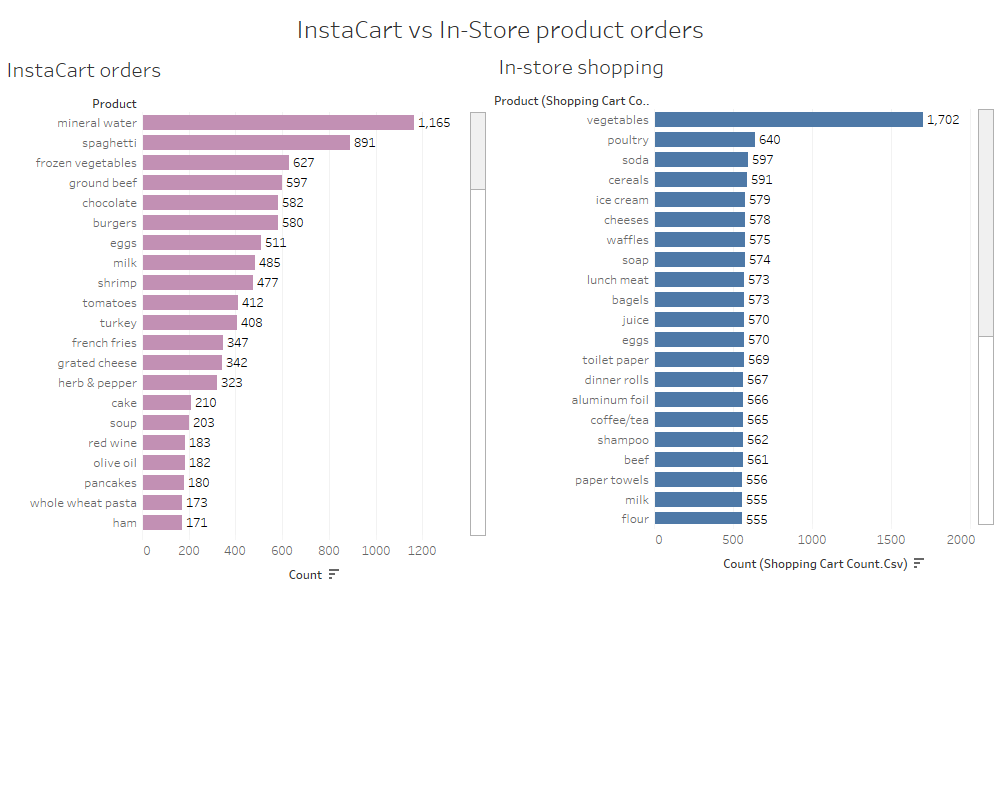 InstaCart vs In-Store product orders
InstaCart orders
Product
mineral water 1,165
spaghetti 891
frozen vegetables 627
ground beef 597
chocolate 582
burgers 580
eggs 511
milk 485
shrimp 477
tomatoes 412
turkey 408
french fries 347
grated cheese 342
herb & pepper 323
cake 210
soup 203
red wine 183
olive oil 182
pancakes 180
whole wheat pasta 173
ham 171
0 200 400 600 800 1000 1200
Count
In-store shopping
Product (Shopping Cart Co..
vegetables 1,702
poultry 640
soda 597
cereals 591
ice cream 579
cheeses 578
waffles 575
soap 574
lunch meat 573
bagels 573
juice 570
eggs 570
toilet paper 569
dinner rolls 567
aluminum foil 566
coffee/tea 565
shampoo 562
beef 561
paper towels 556
milk 555
flour 555
0 500 1000 1500 2000
Count (Shopping Cart Count.Csv)